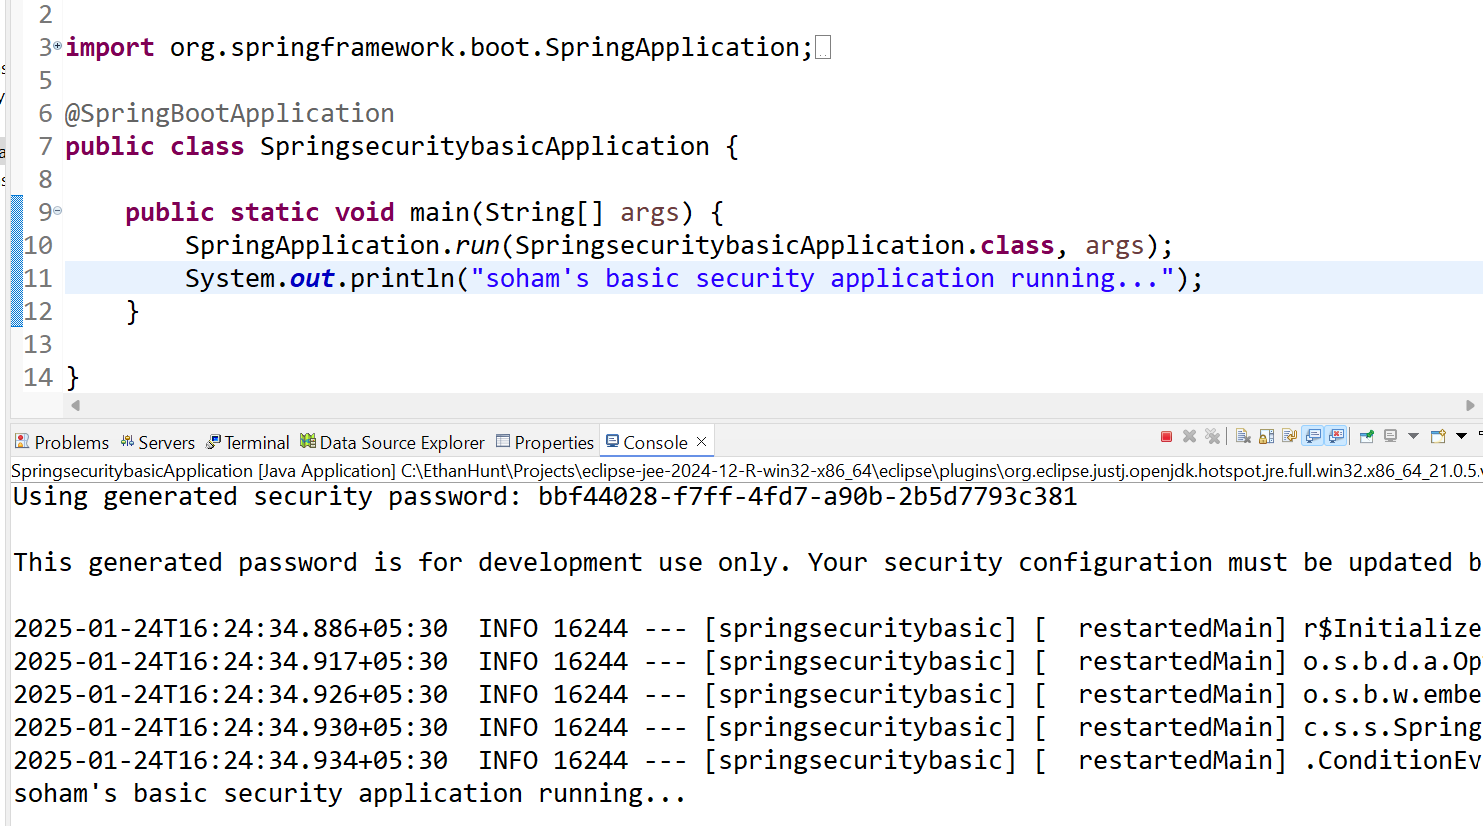 2
3 import org.springframework.boot.SpringApplication;
5
6 @SpringBootApplication
7 public class SpringsecuritybasicApplication {
8
9 public static void main(String[] args) {
10 SpringApplication.run(SpringsecuritybasicApplication.class, args);
11 System.out.println("soham's basic security application running...");
12 }
13
14 }
Problems Servers Terminal Data Source Explorer Properties Console
SpringsecuritybasicApplication [Java Application] C:\EthanHunt\Projects\eclipse-jee-2024-12-R-win32-x86_64\eclipse\plugins\org.eclipse.justj.openjdk.hotspot.jre.full.win32.x86_64_21.0.5.v
Using generated security password: bbf44028-f7ff-4fd7-a90b-2b5d7793c381
This generated password is for development use only. Your security configuration must be updated b
2025-01-24T16:24:34.886+05:30 INFO 16244 --- [springsecuritybasic] [ restartedMain] r$Initialize
2025-01-24T16:24:34.917+05:30 INFO 16244 --- [springsecuritybasic] [ restartedMain] o.s.b.d.a.Op
2025-01-24T16:24:34.926+05:30 INFO 16244 --- [springsecuritybasic] [ restartedMain] o.s.b.w.embe
2025-01-24T16:24:34.930+05:30 INFO 16244 --- [springsecuritybasic] [ restartedMain] c.s.s.Spring
2025-01-24T16:24:34.934+05:30 INFO 16244 --- [springsecuritybasic] [ restartedMain] .ConditionEv
soham's basic security application running...